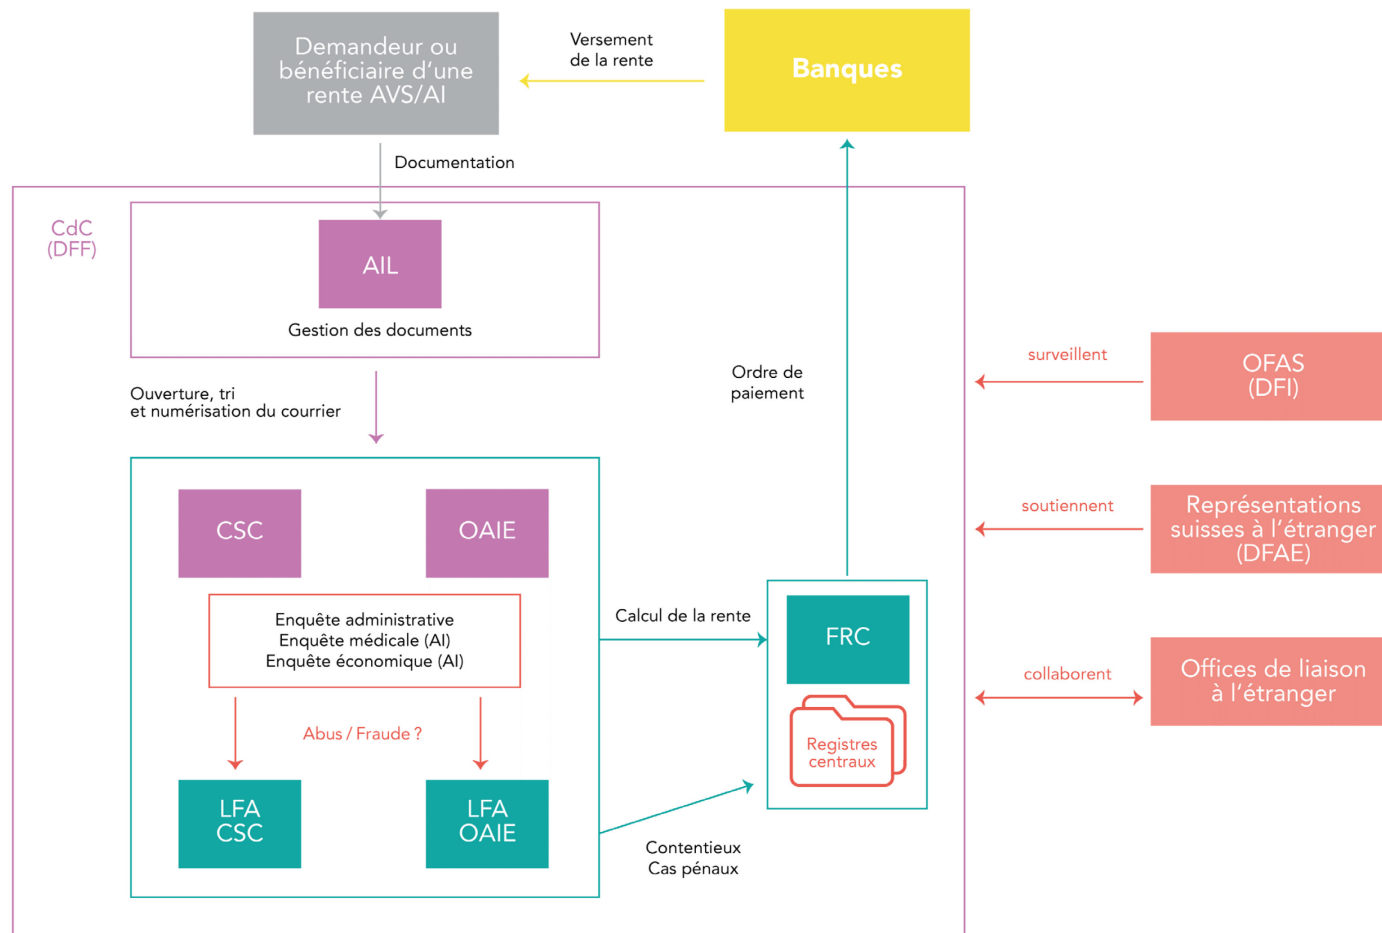 Demandeur ou
bénéficiaire d‘une
rente AVS/AI
Versement
de la rente
Banques
Documentation
CdC
(DFF)
AIL
Gestion des documents
Ouverture, tri
et numérisation du courrier
Ordre de
paiement
surveillent
OFAS
(DFI)
CSC
OAIE
soutiennent
Représentations
suisses à l‘étranger
(DFAE)
Enquête administrative
Enquête médicale (AI)
Enquête économique (AI)
Calcul de la rente
FRC
collaborent
Offices de liaison
à l‘étranger
Abus / Fraude ?
Registres
centraux
LFA
CSC
LFA
OAIE
Contentieux
Cas pénaux